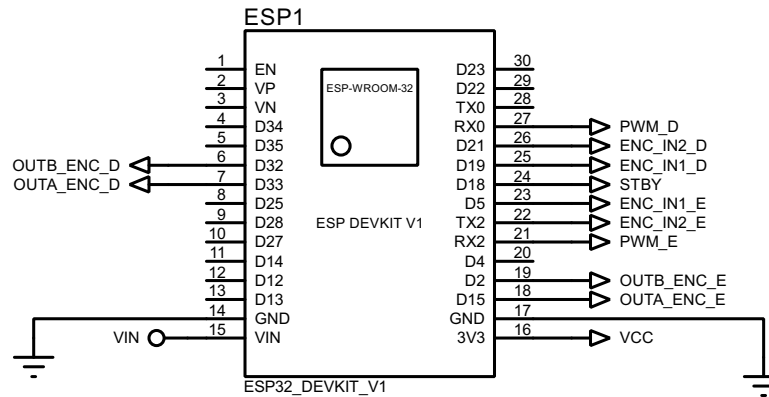 ESP1
1 EN D23 30
2 VP D22 29
3 VN ESP-WROOM-32 TX0 28
4 D34 RX0 27 PWM_D
5 D35 D21 26 ENC_IN2_D
OUTB_ENC_D 6 D32 D19 25 ENC_IN1_D
OUTA_ENC_D 7 D33 D18 24 STBY
8 D25 D5 23 ENC_IN1_E
9 D28 ESP DEVKIT V1 TX2 22 ENC_IN2_E
10 D27 RX2 21 PWM_E
11 D14 D4 20
12 D12 D2 19 OUTB_ENC_E
13 D13 D15 18 OUTA_ENC_E
14 GND GND 17
VIN 15 VIN 3V3 16 VCC
ESP32_DEVKIT_V1